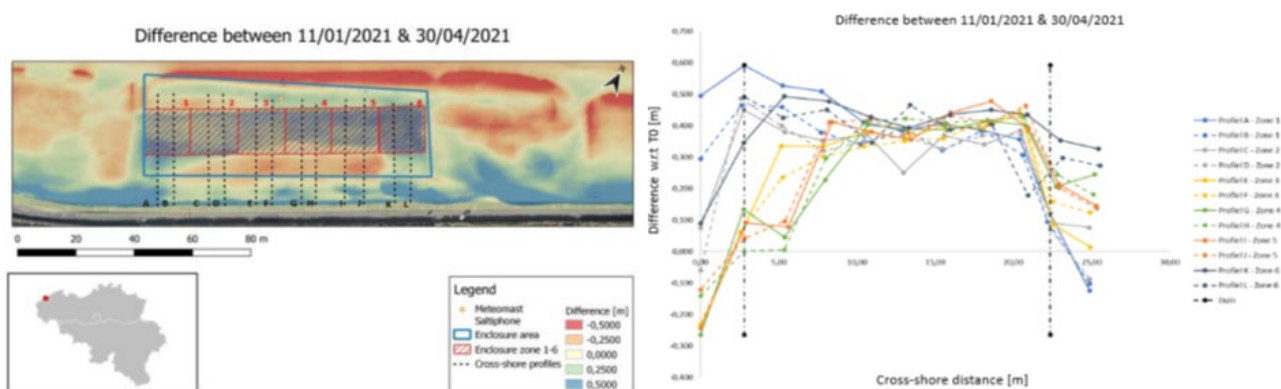 Difference between 11/01/2021 & 30/04/2021
1 2 3 4 5 6
A B C D E F G H I J K L
0 20 40 60 80 m
Legend
Meteomast
Saltiphone
Enclosure area
Enclosure zone 1-6
Cross-shore profiles
Difference [m]
-0,5000
-0,2500
0,0000
0,2500
0,5000
Difference between 11/01/2021 & 30/04/2021
0,700
0,600
0,500
0,400
0,300
0,200
0,100
0,000
-0,100
-0,200
-0,300
-0,400
0,00 5,00 10,00 15,00 20,00 25,00 30,00
Difference w.r.t T0 [m]
Cross-shore distance [m]
Profiel A - Zone 1
Profiel B - Zone 1
Profiel C - Zone 2
Profiel D - Zone 2
Profiel E - Zone 3
Profiel F - Zone 3
Profiel G - Zone 4
Profiel H - Zone 4
Profiel I - Zone 5
Profiel J - Zone 5
Profiel K - Zone 6
Profiel L - Zone 6